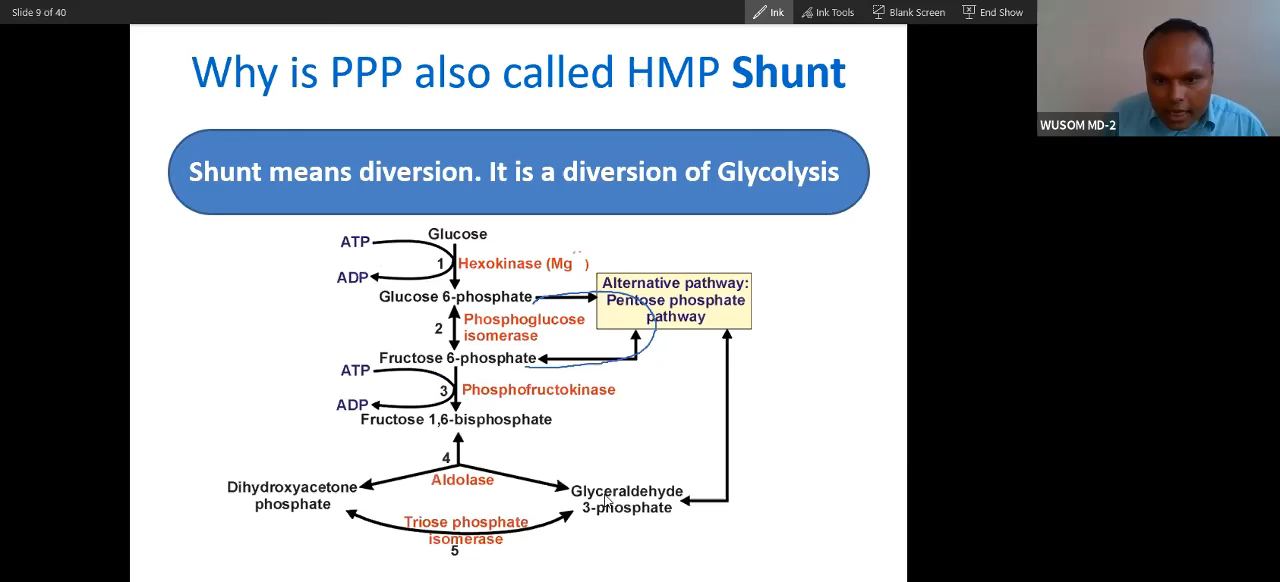 Slide 9 of 40
Ink
Ink Tools
Blank Screen
End Show
WUSOM MD-2
Why is PPP also called HMP Shunt
Shunt means diversion. It is a diversion of Glycolysis
Glucose
ATP
1
Hexokinase (Mg⁺⁺)
ADP
Glucose 6-phosphate
Alternative pathway:
Pentose phosphate
pathway
2
Phosphoglucose
isomerase
Fructose 6-phosphate
ATP
3
Phosphofructokinase
ADP
Fructose 1,6-bisphosphate
4
Aldolase
Dihydroxyacetone
phosphate
Glyceraldehyde
3-phosphate
Triose phosphate
isomerase
5